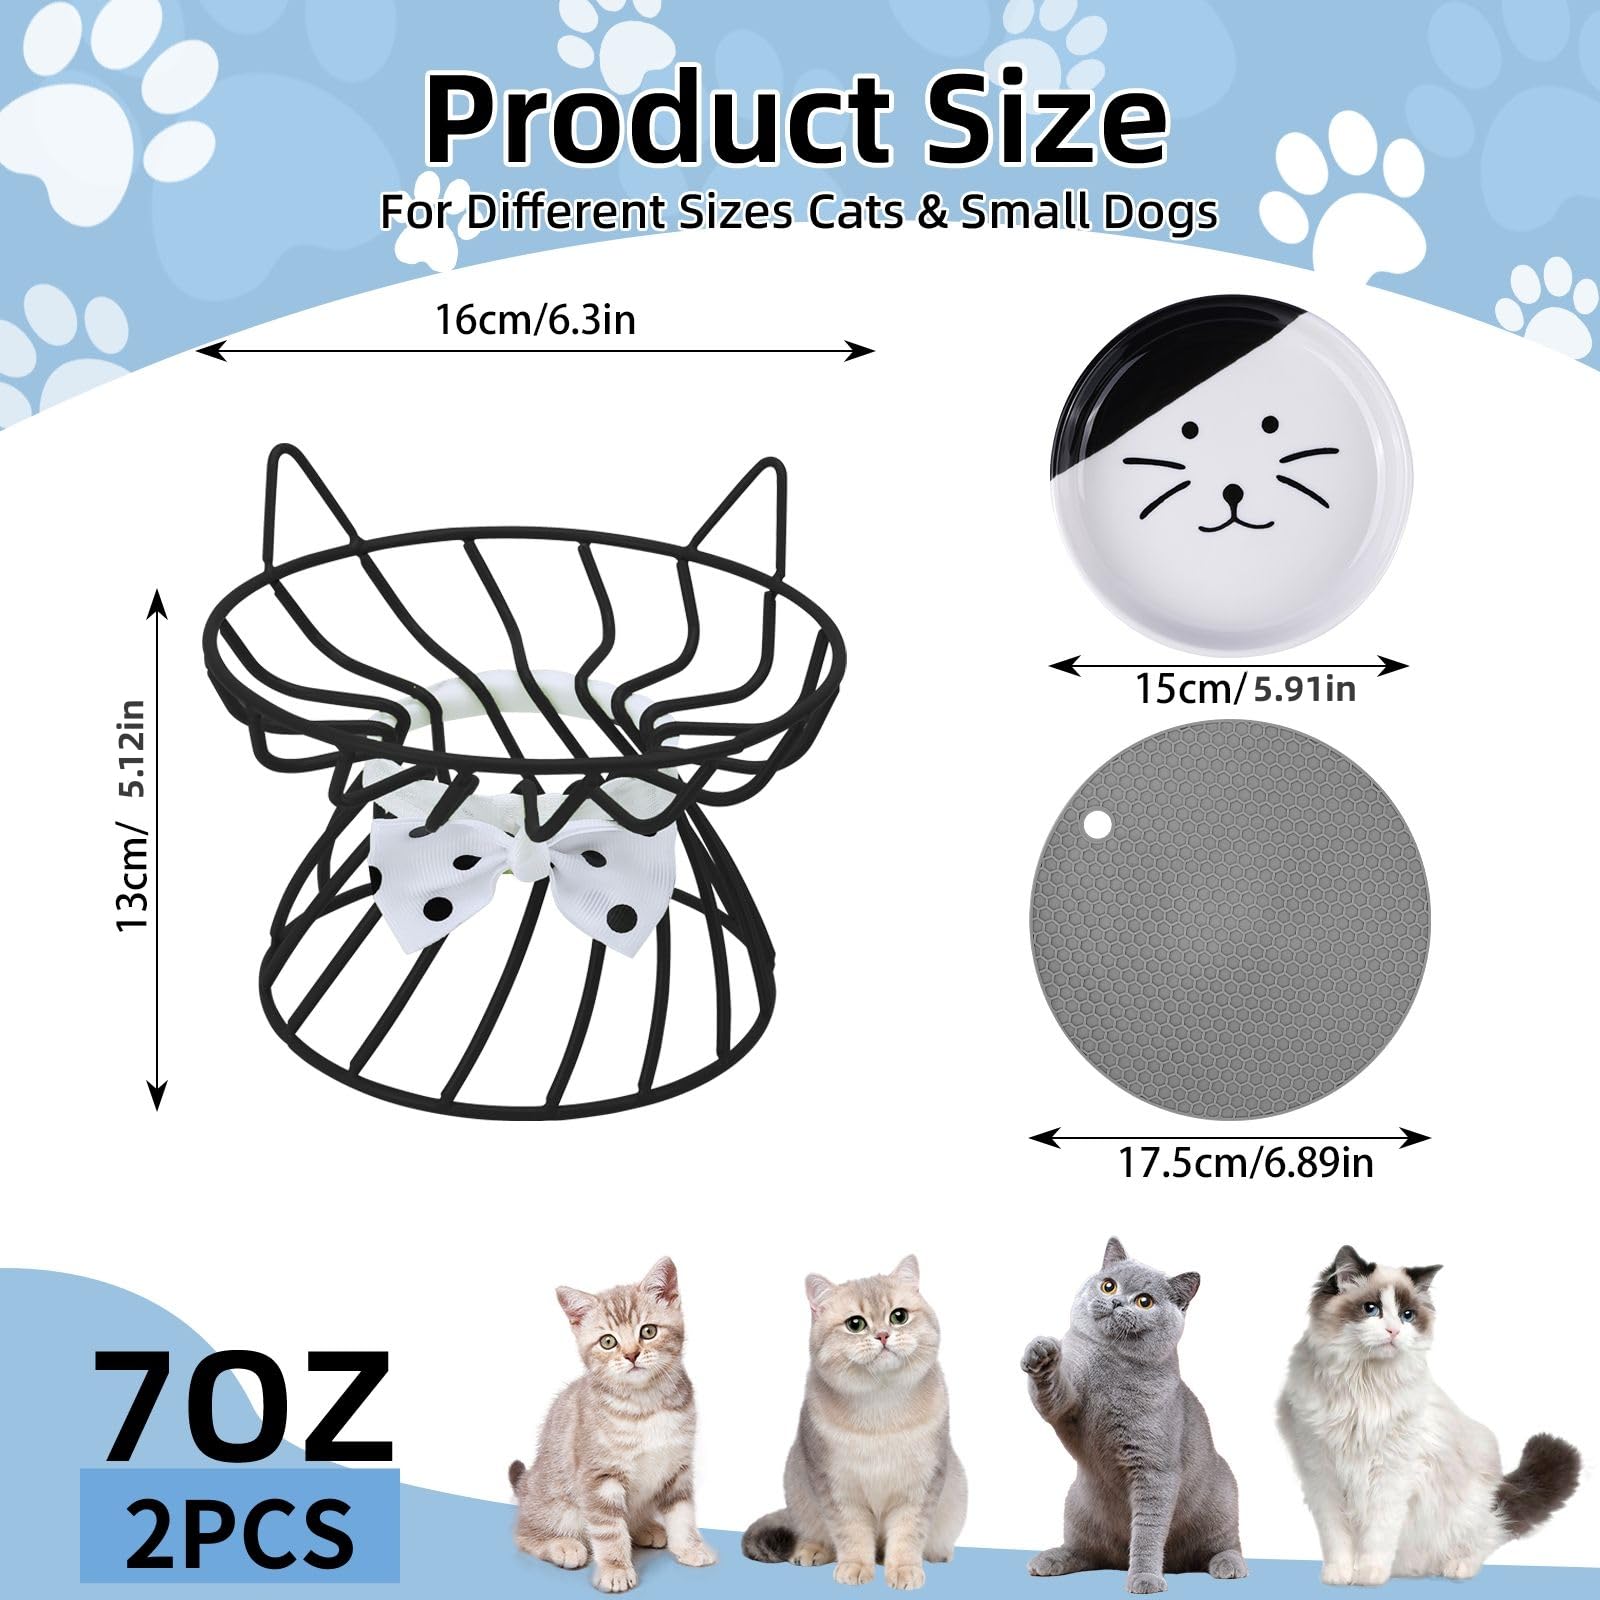 Product Size
For Different Sizes Cats & Small Dogs
16cm/6.3in
13cm/ 5.12in
15cm/5.91in
17.5cm/6.89in
7OZ
2PCS